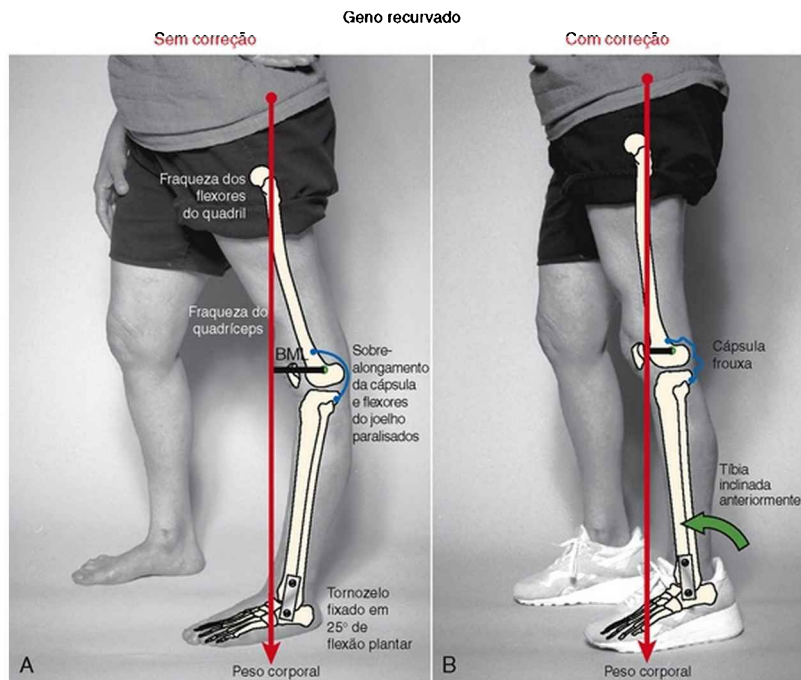 Geno recurvado
Sem correção
Com correção
Fraqueza dos
flexores
do quadril
Fraqueza do
quadríceps
BML
Sobre-
alongamento
da cápsula
e flexores
do joelho
paralisados
Tornozelo
fixado em
25° de
flexão plantar
A
Peso corporal
Cápsula
frouxa
Tíbia
inclinada
anteriormente
B
Peso corporal